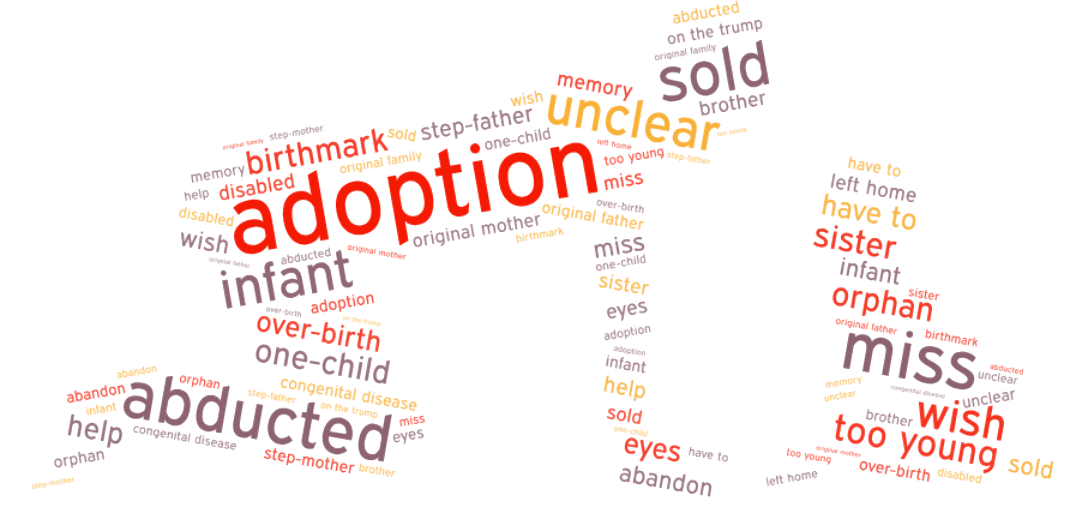 abducted
on the trump
original family
sold
brother
memory
wish
unclear
too young
step-father
step-mother
original family
birthmark
sold
one-child
left home
too young
step-father
memory
original family
help
disabled
adoption
miss
disabled
over-birth
original father
wish
original mother
birthmark
original father
abducted
original mother
miss
one-child
infant
sister
over-birth
adoption
eyes
on the trump
over-birth
adoption
one-child
adoption
infant
help
abandon
orphan
congenital disease
abandon
step-father
infant
abducted
on the trump
miss
help
congenital disease
eyes
orphan
step-mother
brother
step-mother
sold
one-child
eyes
have to
abandon
have to
left home
have to
sister
infant
orphan
sister
original father
birthmark
miss
abducted
unclear
memory
congenital disease
unclear
unclear
brother
wish
too young
original mother
too young
over-birth
disabled
sold
left home